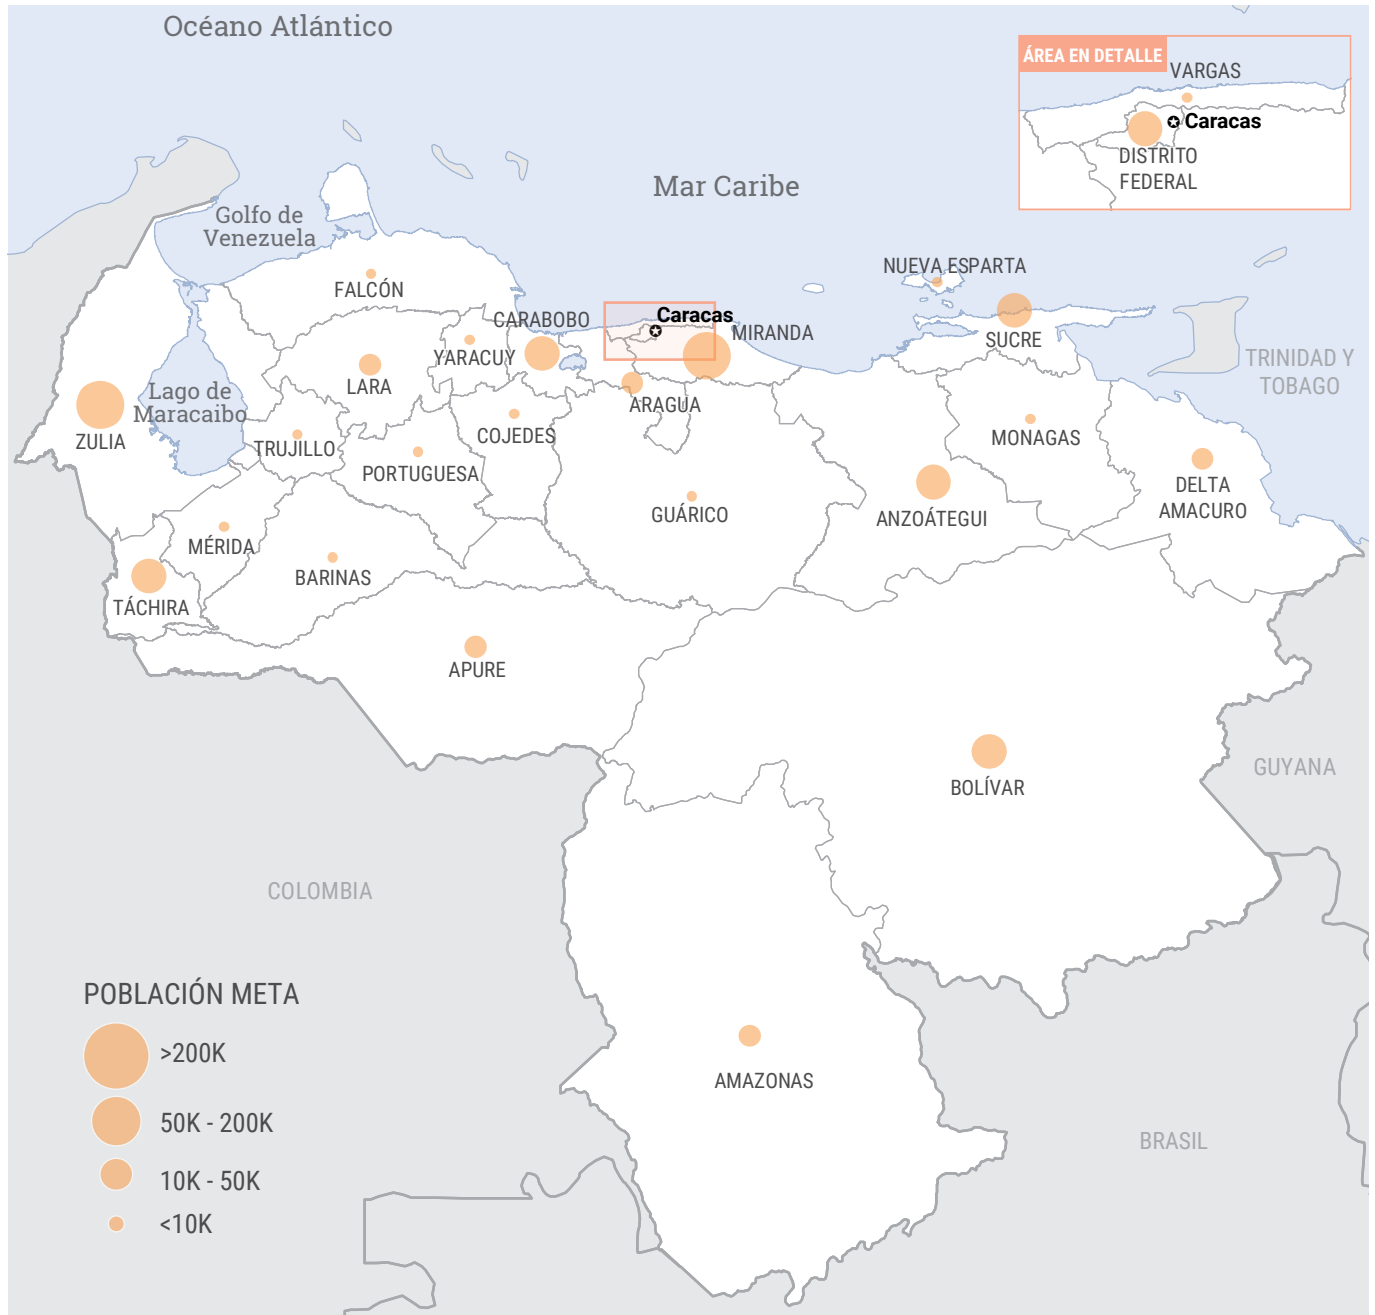 Océano Atlántico
ÁREA EN DETALLE
VARGAS
Caracas
DISTRITO
FEDERAL
Mar Caribe
Golfo de
Venezuela
NUEVA ESPARTA
FALCÓN
CARABOBO
Caracas
MIRANDA
SUCRE
YARACUY
TRINIDAD Y
TOBAGO
LARA
Lago de
Maracaibo
ARAGUA
ZULIA
TRUJILLO
COJEDES
MONAGAS
PORTUGUESA
DELTA
AMACURO
GUÁRICO
ANZOÁTEGUI
MÉRIDA
BARINAS
TÁCHIRA
APURE
GUYANA
BOLÍVAR
COLOMBIA
POBLACIÓN META
>200K
50K - 200K
10K - 50K
<10K
AMAZONAS
BRASIL